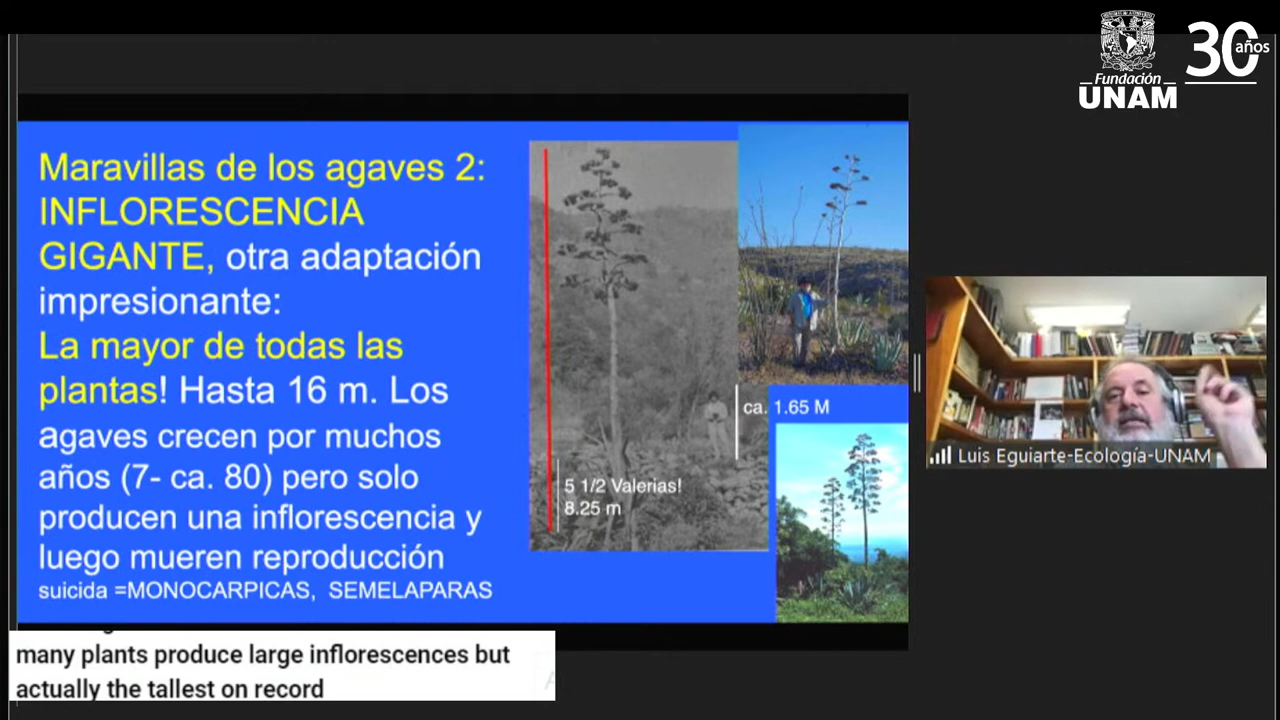 Fundación
UNAM
30
años
Maravillas de los agaves 2:
INFLORESCENCIA
GIGANTE, otra adaptación
impresionante:
La mayor de todas las
plantas! Hasta 16 m. Los
agaves crecen por muchos
años (7- ca. 80) pero solo
producen una inflorescencia y
luego mueren reproducción
suicida =MONOCARPICAS, SEMELAPARAS
5 1/2 Valerias!
8.25 m
ca. 1.65 M
Luis Eguiarte-Ecología-UNAM
many plants produce large inflorescences but
actually the tallest on record